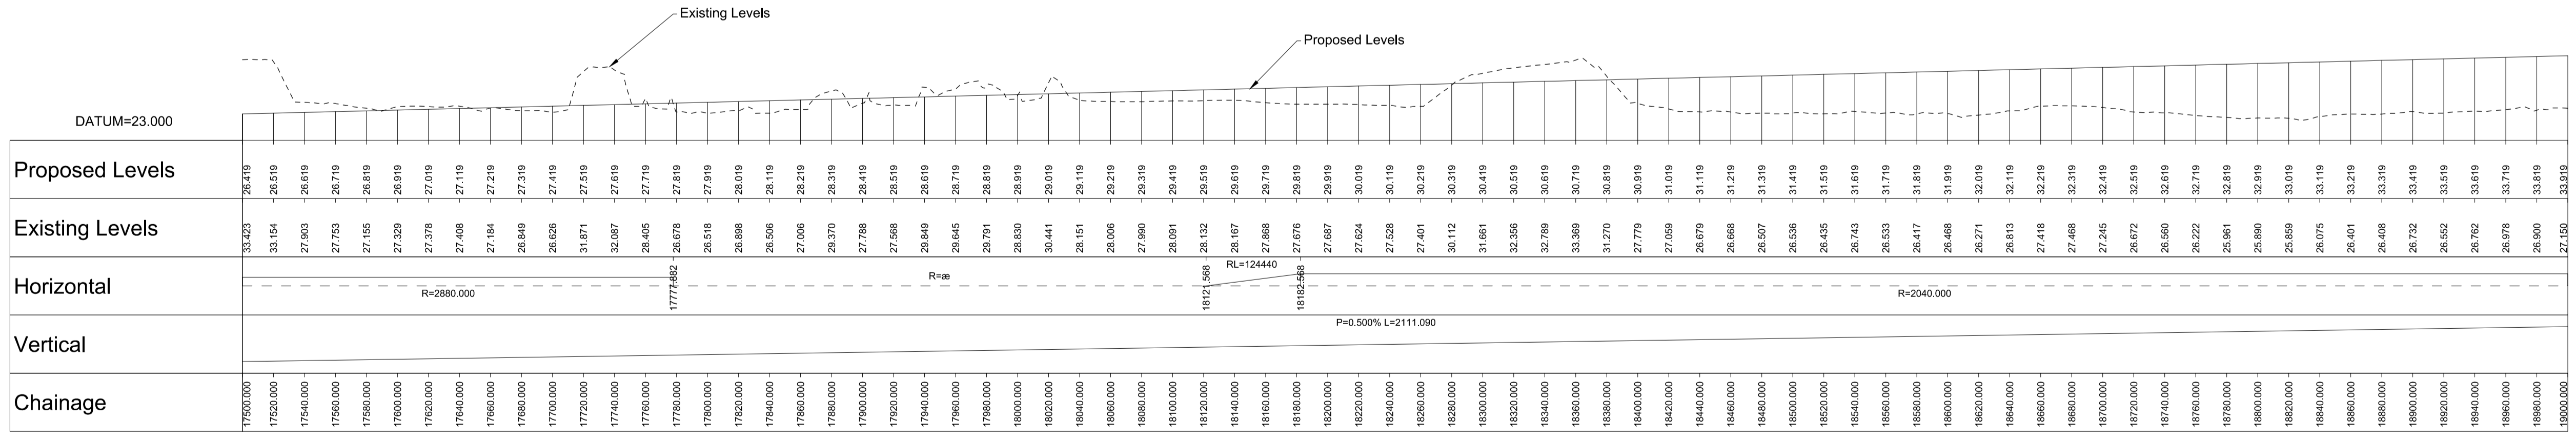 Existing Levels
Proposed Levels
DATUM=23.000
Proposed Levels
26.419 26.519 26.619 26.719 26.819 26.919 27.019 27.119 27.219 27.319 27.419 27.519 27.619 27.719 27.819 27.919 28.019 28.119 28.219 28.319 28.419 28.519 28.619 28.719 28.819 28.919 29.019 29.119 29.219 29.319 29.419 29.519 29.619 29.719 29.819 29.919 30.019 30.119 30.219 30.319 30.419 30.519 30.619 30.719 30.819 30.919 31.019 31.119 31.219 31.319 31.419 31.519 31.619 31.719 31.819 31.919 32.019 32.119 32.219 32.319 32.419 32.519 32.619 32.719 32.819 32.919 33.019 33.119 33.219 33.319 33.419 33.519 33.619 33.719 33.819 33.919
Existing Levels
33.423 33.154 27.903 27.753 27.155 27.329 27.378 27.408 27.184 26.849 26.626 31.871 32.087 28.405 26.678 26.518 26.898 26.506 27.006 29.370 27.788 27.568 29.849 29.645 29.791 28.830 30.441 28.151 28.006 27.990 28.091 28.132 28.167 27.868 27.676 27.687 27.624 27.528 27.401 30.112 31.661 32.356 32.789 33.369 31.270 27.779 27.059 26.679 26.668 26.507 26.536 26.435 26.743 26.533 26.417 26.468 26.271 26.813 27.418 27.468 27.245 26.672 26.560 26.222 25.961 25.890 25.859 26.075 26.401 26.408 26.732 26.552 26.762 26.978 26.900 27.150
Horizontal
R=2880.000
17777.882
R=æ
18121.568
RL=124440
18182.568
R=2040.000
Vertical
P=0.500% L=2111.090
Chainage
17500.000 17520.000 17540.000 17560.000 17580.000 17600.000 17620.000 17640.000 17660.000 17680.000 17700.000 17720.000 17740.000 17760.000 17780.000 17800.000 17820.000 17840.000 17860.000 17880.000 17900.000 17920.000 17940.000 17960.000 17980.000 18000.000 18020.000 18040.000 18060.000 18080.000 18100.000 18120.000 18140.000 18160.000 18180.000 18200.000 18220.000 18240.000 18260.000 18280.000 18300.000 18320.000 18340.000 18360.000 18380.000 18400.000 18420.000 18440.000 18460.000 18480.000 18500.000 18520.000 18540.000 18560.000 18580.000 18600.000 18620.000 18640.000 18660.000 18680.000 18700.000 18720.000 18740.000 18760.000 18780.000 18800.000 18820.000 18840.000 18860.000 18880.000 18900.000 18920.000 18940.000 18960.000 18980.000 19000.000